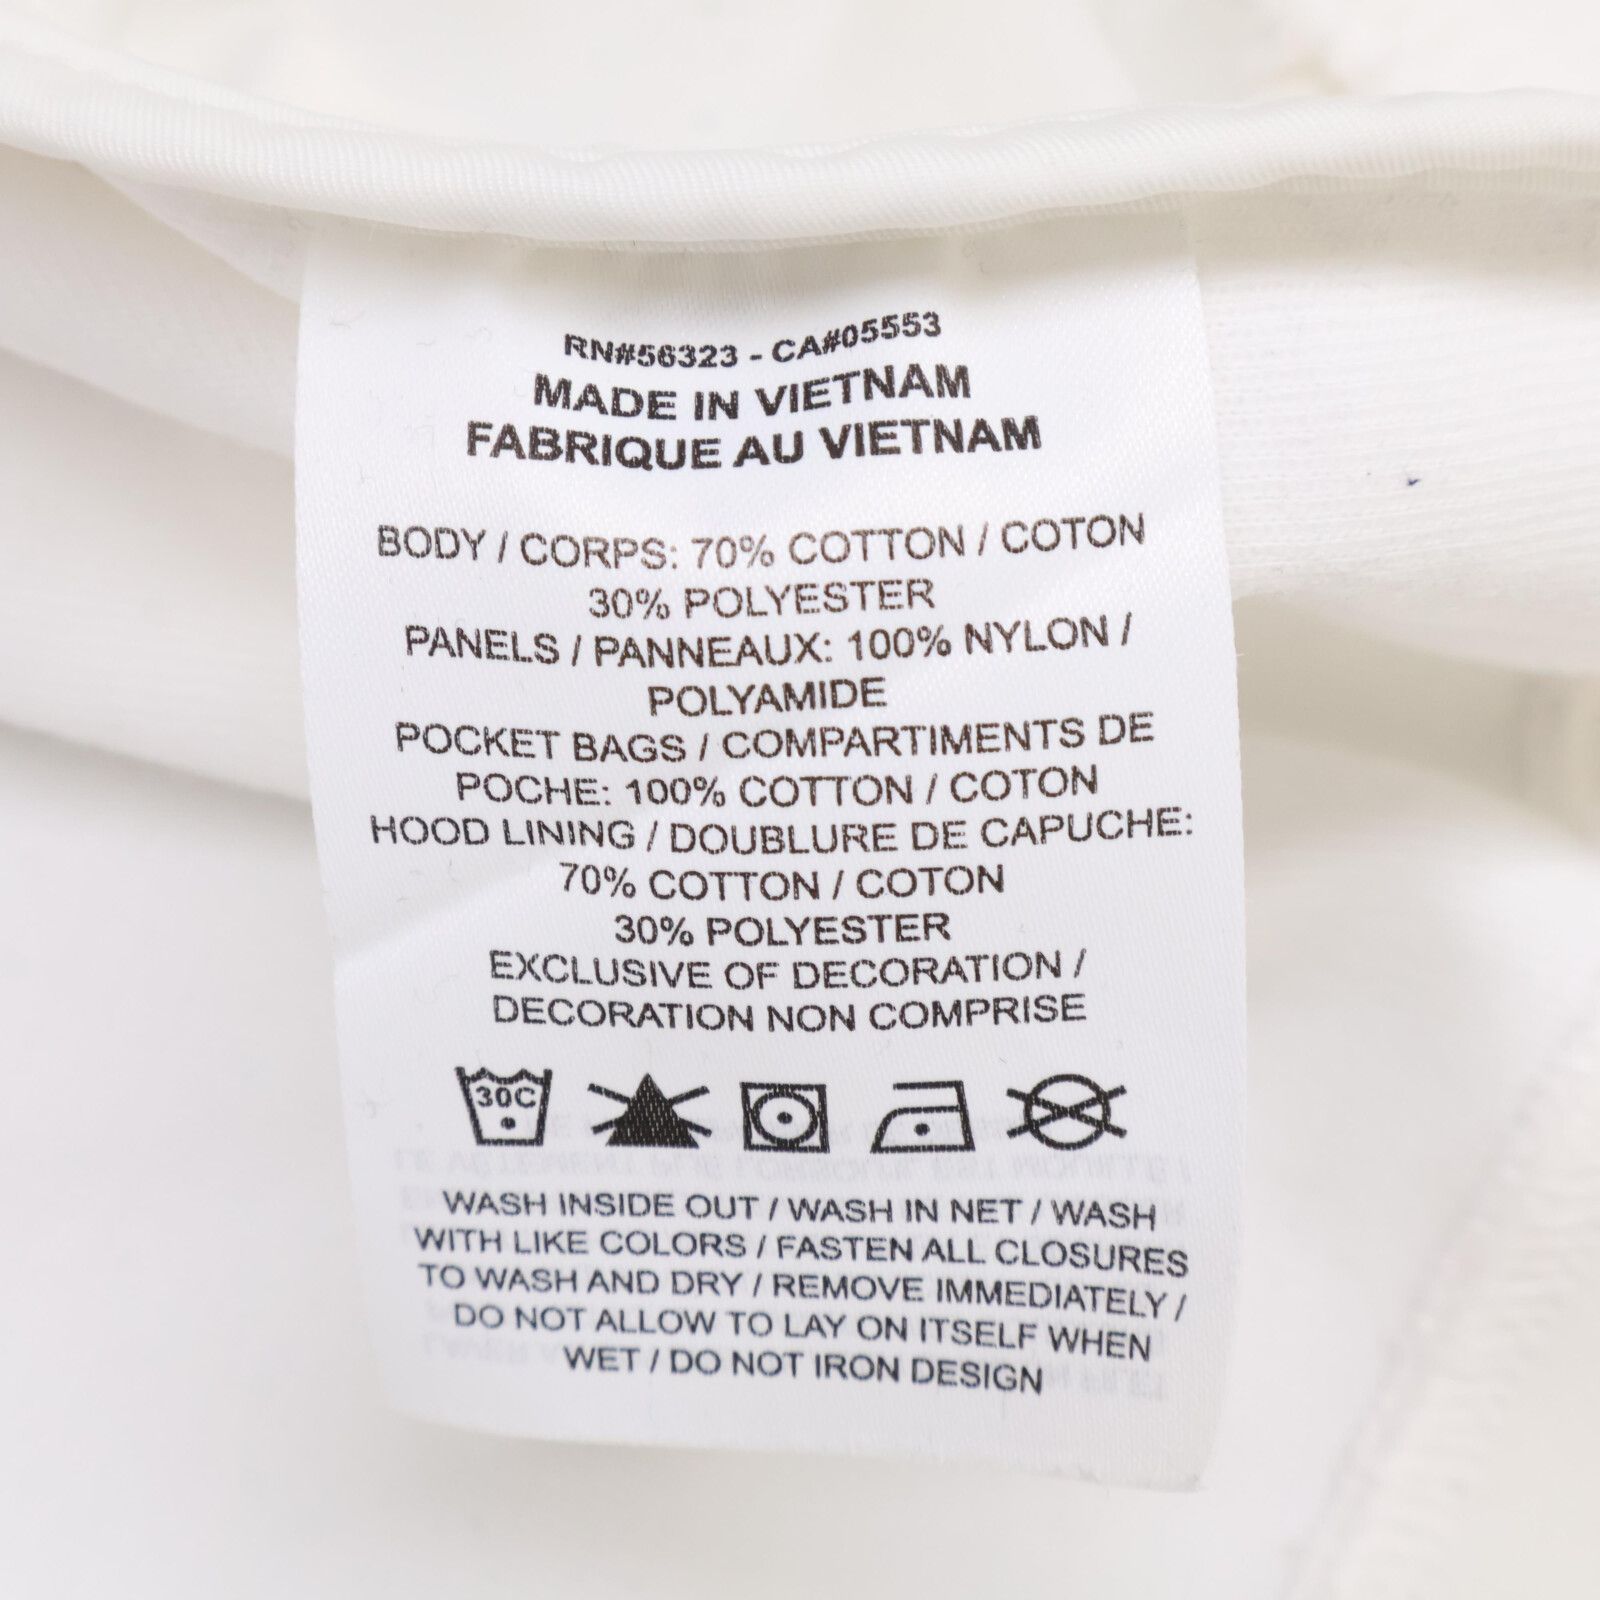 RN#56323 - CA#05553
MADE IN VIETNAM
FABRIQUE AU VIETNAM
BODY / CORPS: 70% COTTON / COTON
30% POLYESTER
PANELS / PANNEAUX: 100% NYLON /
POLYAMIDE
POCKET BAGS / COMPARTIMENTS DE
POCHE: 100% COTTON / COTON
HOOD LINING / DOUBLURE DE CAPUCHE:
70% COTTON / COTON
30% POLYESTER
EXCLUSIVE OF DECORATION /
DECORATION NON COMPRISE
30C
WASH INSIDE OUT / WASH IN NET / WASH
WITH LIKE COLORS / FASTEN ALL CLOSURES
TO WASH AND DRY / REMOVE IMMEDIATELY /
DO NOT ALLOW TO LAY ON ITSELF WHEN
WET / DO NOT IRON DESIGN